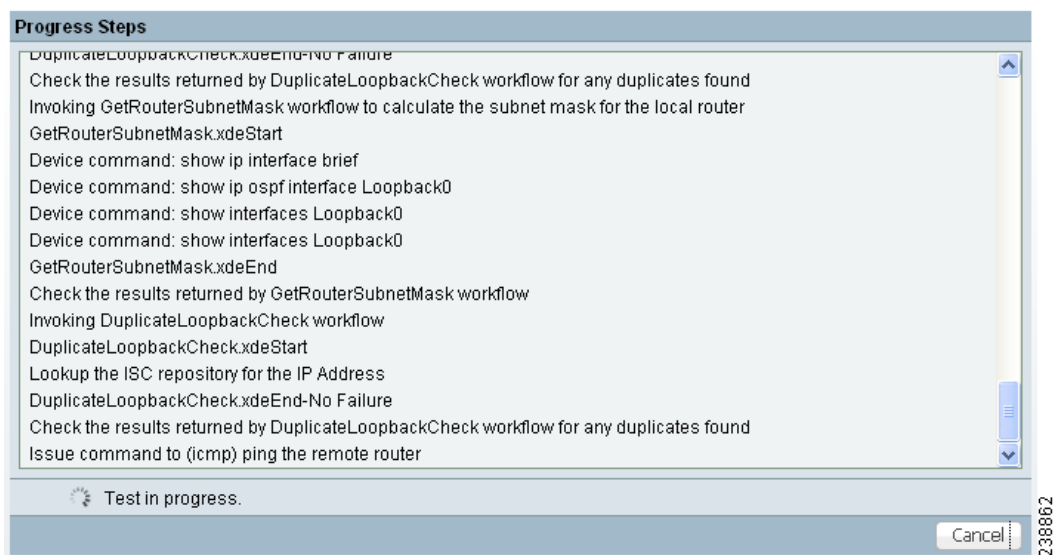 Progress Steps
DuplicateLoopbackCheck.xdeEnd-No Failure
Check the results returned by DuplicateLoopbackCheck workflow for any duplicates found
Invoking GetRouterSubnetMask workflow to calculate the subnet mask for the local router
GetRouterSubnetMask.xdeStart
Device command: show ip interface brief
Device command: show ip ospf interface Loopback0
Device command: show interfaces Loopback0
Device command: show interfaces Loopback0
GetRouterSubnetMask.xdeEnd
Check the results returned by GetRouterSubnetMask workflow
Invoking DuplicateLoopbackCheck workflow
DuplicateLoopbackCheck.xdeStart
Lookup the ISC repository for the IP Address
DuplicateLoopbackCheck.xdeEnd-No Failure
Check the results returned by DuplicateLoopbackCheck workflow for any duplicates found
Issue command to (icmp) ping the remote router
Test in progress.
Cancel
238862